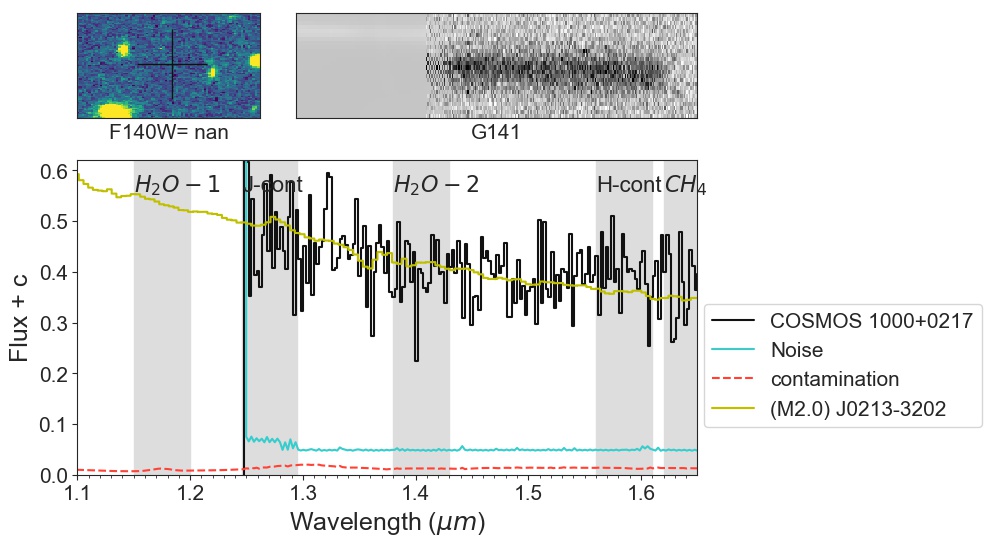 F140W= nan
G141
H₂O − 1
J-cont
H₂O − 2
H-cont
CH₄
0.6
0.5
0.4
0.3
0.2
0.1
0.0
Flux + c
1.1
1.2
1.3
1.4
1.5
1.6
Wavelength (μm)
COSMOS 1000+0217
Noise
contamination
(M2.0) J0213-3202